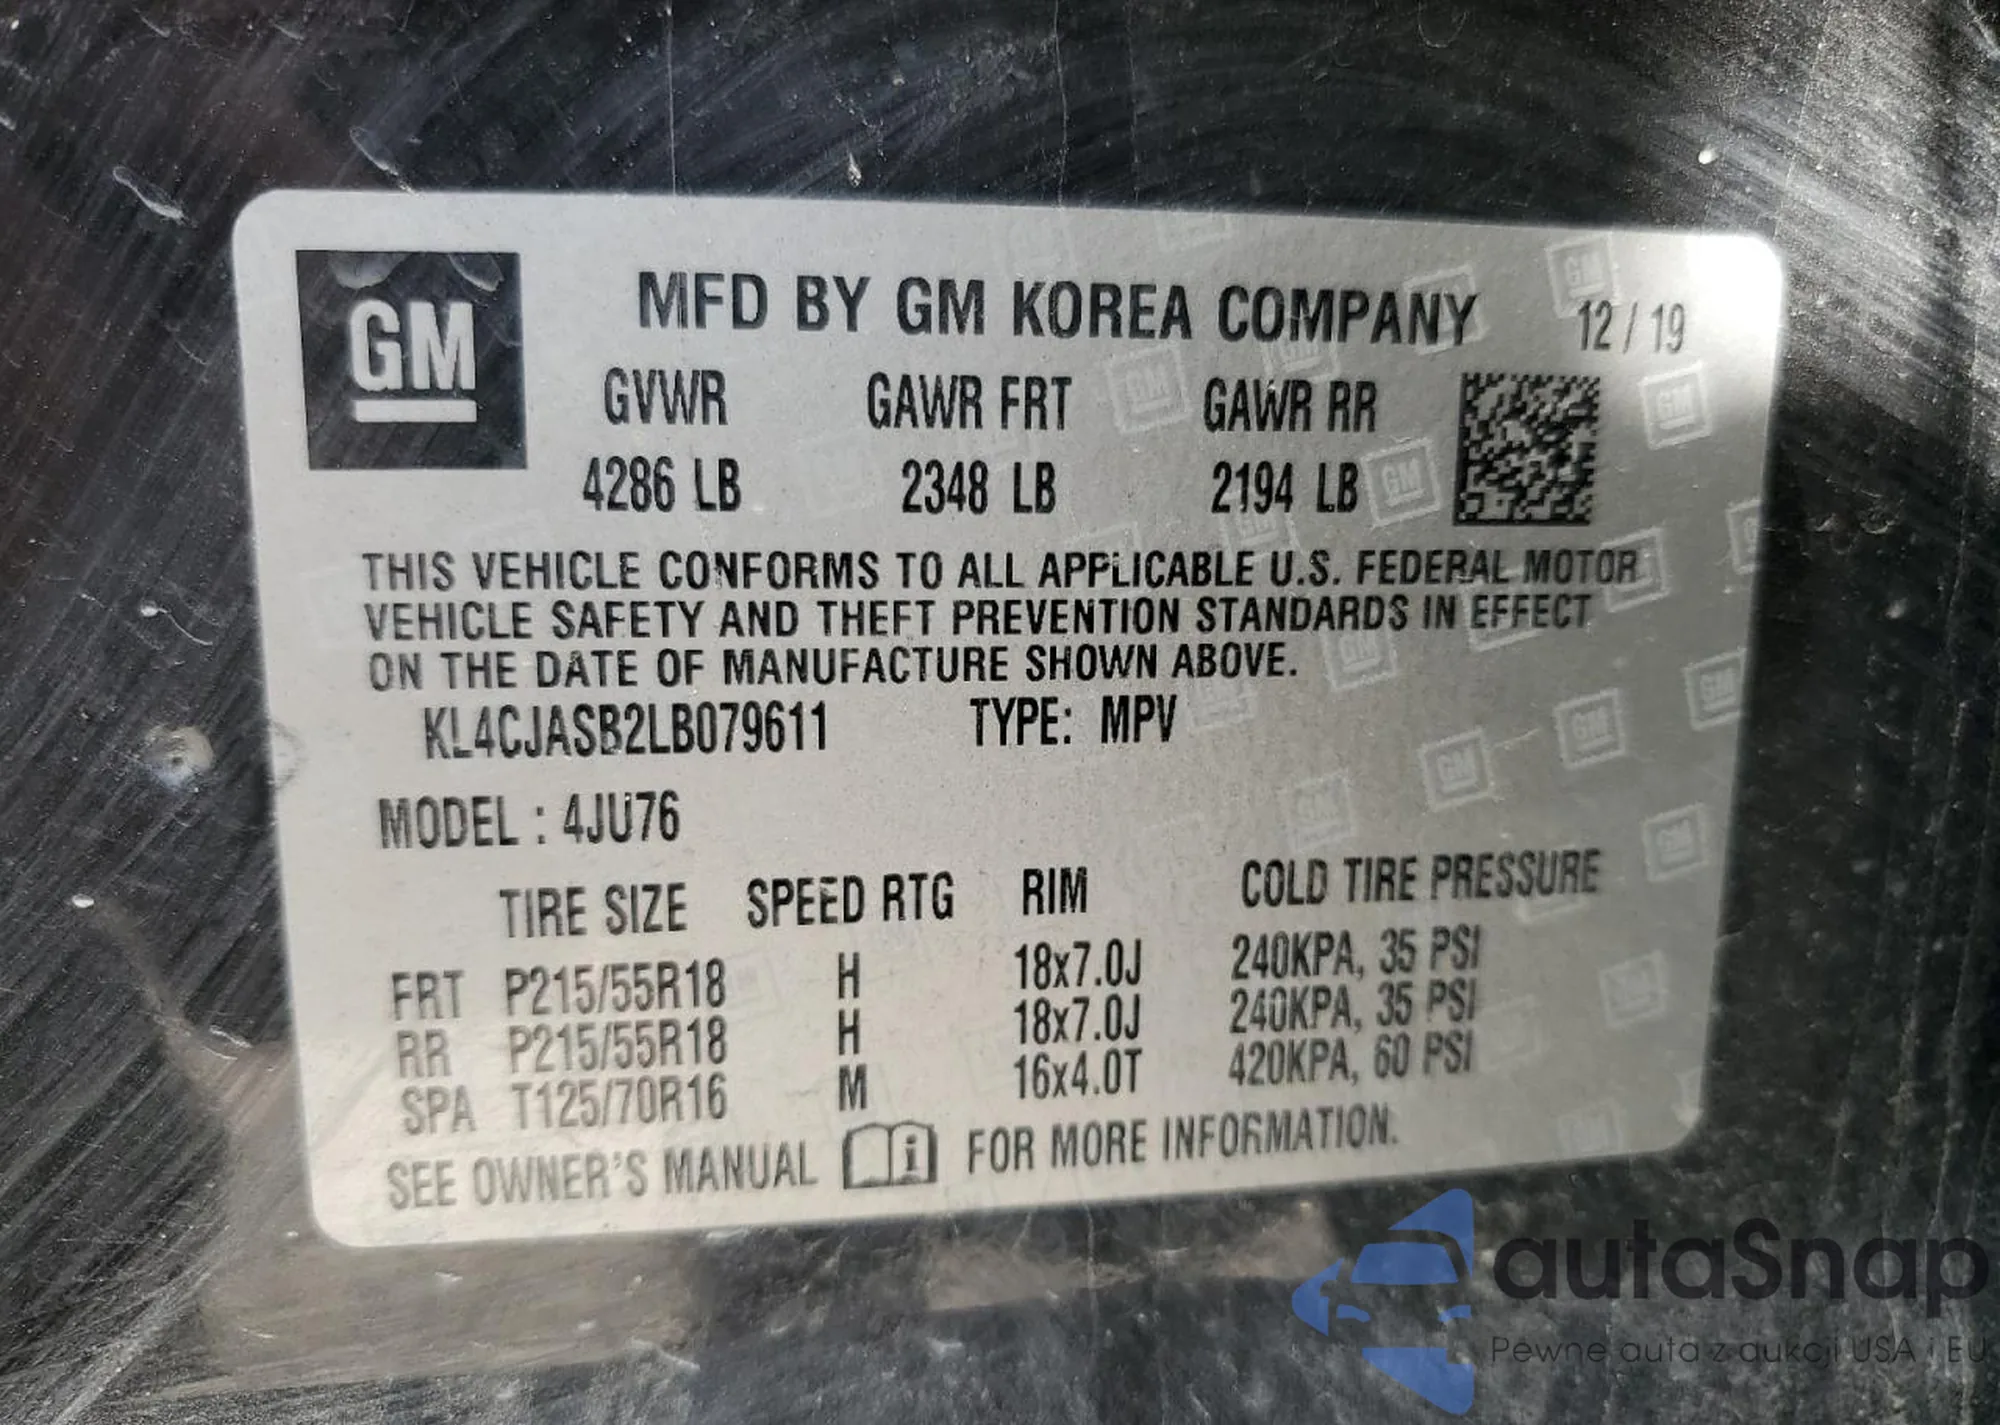 GM
MFD BY GM KOREA COMPANY 12 / 19
GVWR GAWR FRT GAWR RR
4286 LB 2348 LB 2194 LB
THIS VEHICLE CONFORMS TO ALL APPLICABLE U.S. FEDERAL MOTOR
VEHICLE SAFETY AND THEFT PREVENTION STANDARDS IN EFFECT
ON THE DATE OF MANUFACTURE SHOWN ABOVE.
KL4CJASB2LB079611 TYPE: MPV
MODEL : 4JU76
TIRE SIZE SPEED RTG RIM COLD TIRE PRESSURE
FRT P215/55R18 H 18x7.0J 240KPA, 35 PSI
RR P215/55R18 H 18x7.0J 240KPA, 35 PSI
SPA T125/70R16 M 16x4.0T 420KPA, 60 PSI
SEE OWNER'S MANUAL i FOR MORE INFORMATION.
autaSnap
Pewne auta z aukcji USA i EU